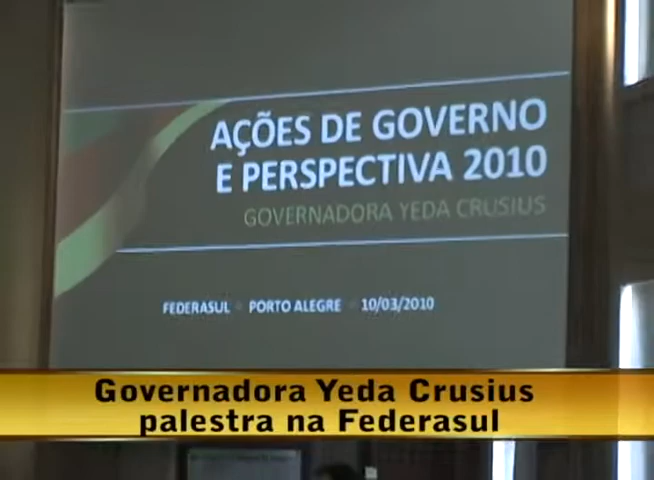 AÇÕES DE GOVERNO
E PERSPECTIVA 2010
GOVERNADORA YEDA CRUSIUS
FEDERASUL - PORTO ALEGRE - 10/03/2010
Governadora Yeda Crusius
palestra na Federasul